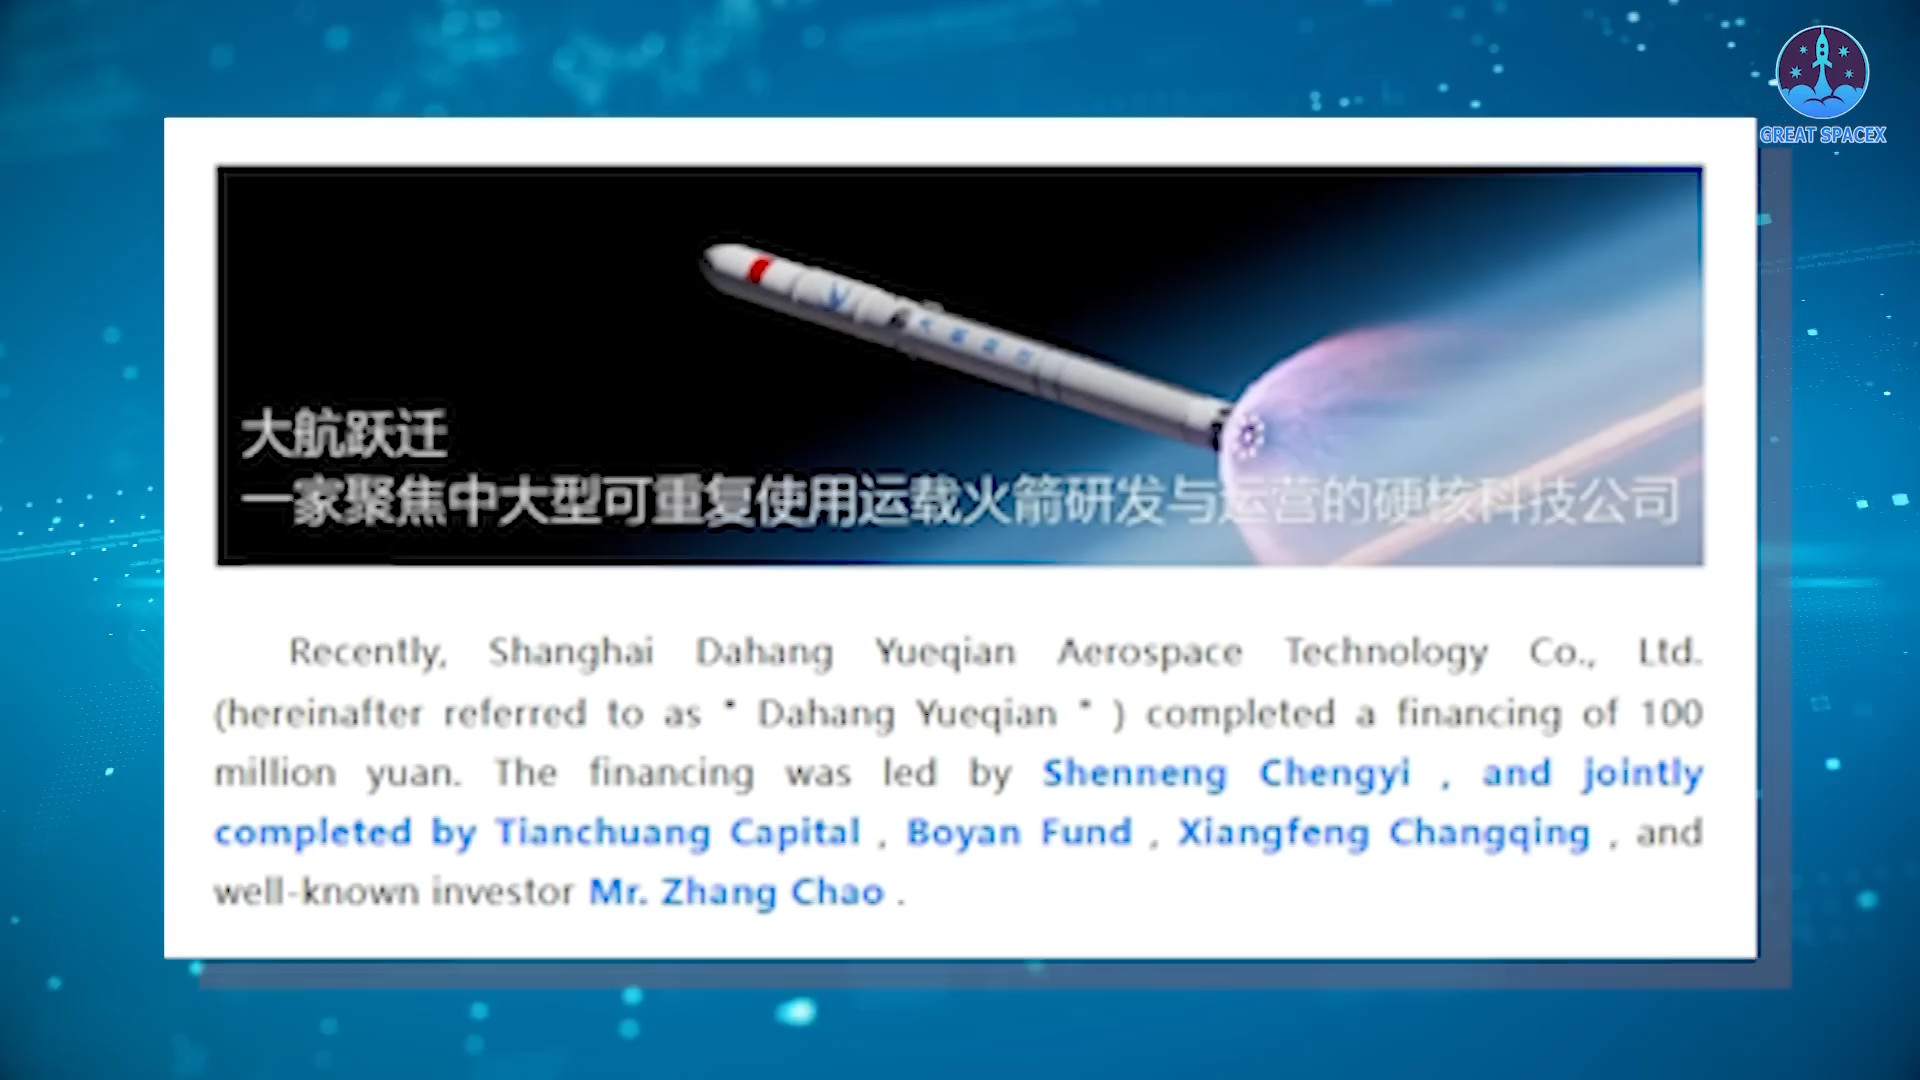 GREAT SPACEX
大航跃迁
一家聚焦中大型可重复使用运载火箭研发与运营的硬核科技公司
Recently, Shanghai Dahang Yueqian Aerospace Technology Co., Ltd.
(hereinafter referred to as " Dahang Yueqian " ) completed a financing of 100
million yuan. The financing was led by Shenneng Chengyi , and jointly
completed by Tianchuang Capital , Boyan Fund , Xiangfeng Changqing , and
well-known investor Mr. Zhang Chao .